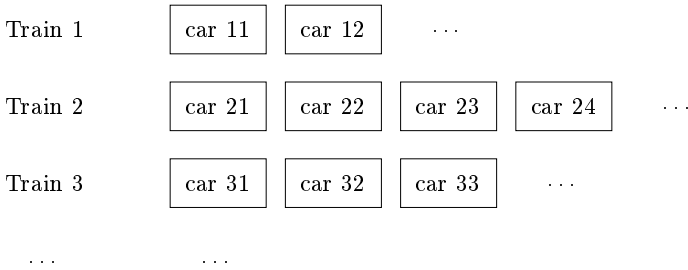 Train 1 car 11 car 12 ...
Train 2 car 21 car 22 car 23 car 24 ...
Train 3 car 31 car 32 car 33 ...
... ...